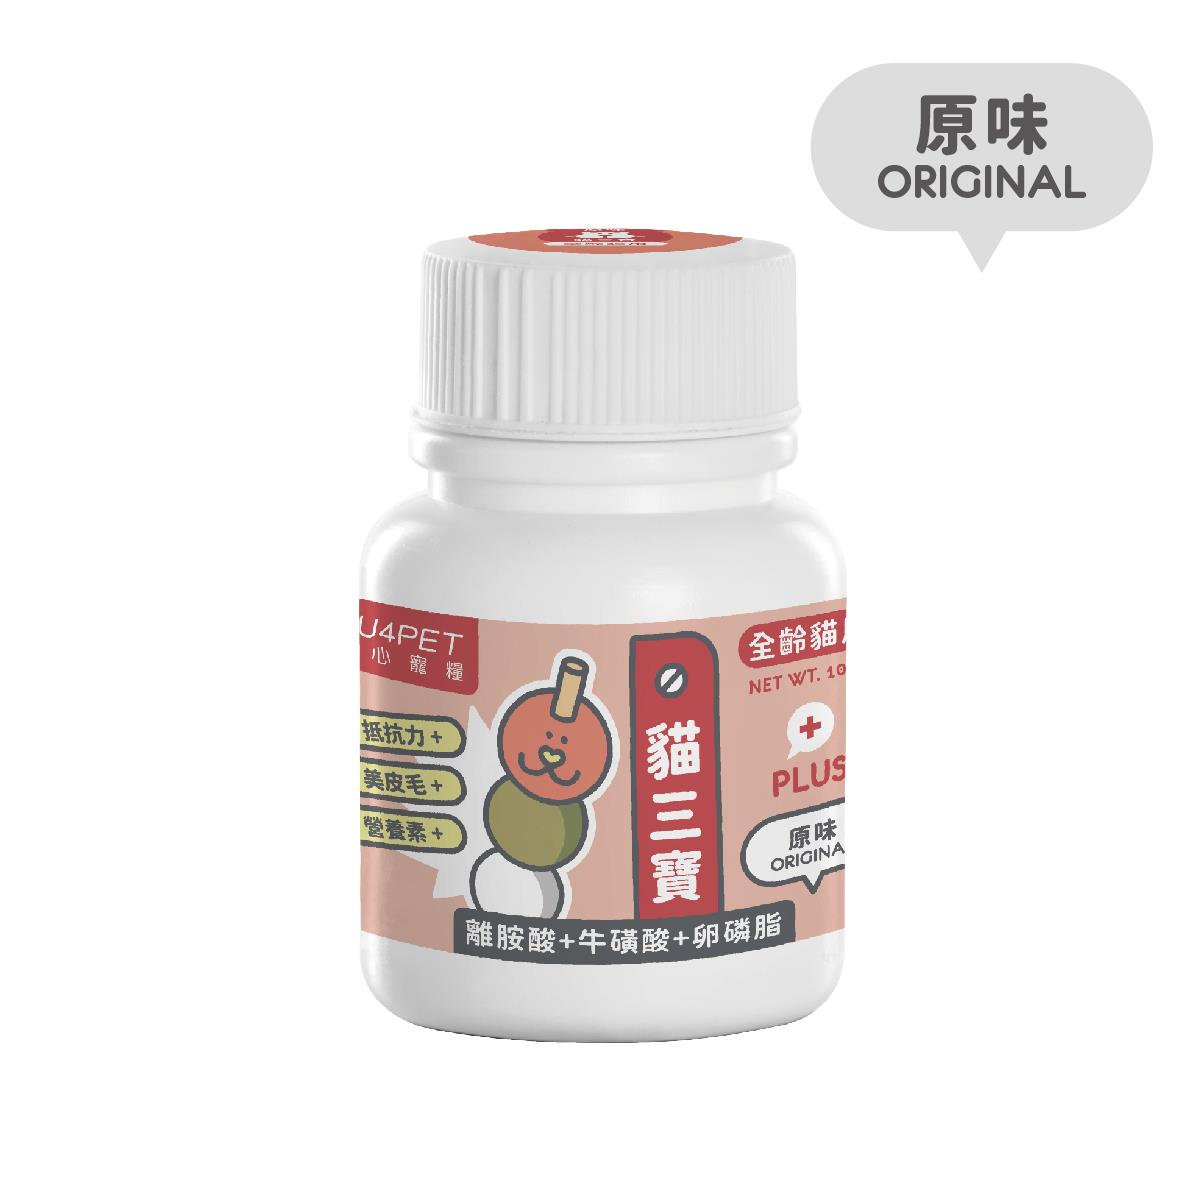 原味
ORIGINAL
U4PET
心寵糧
抵抗力+
美皮毛+
營養素+
貓三寶
全齡貓
NET WT.
PLUS
原味
ORIGINA
離胺酸+牛磺酸+卵磷脂